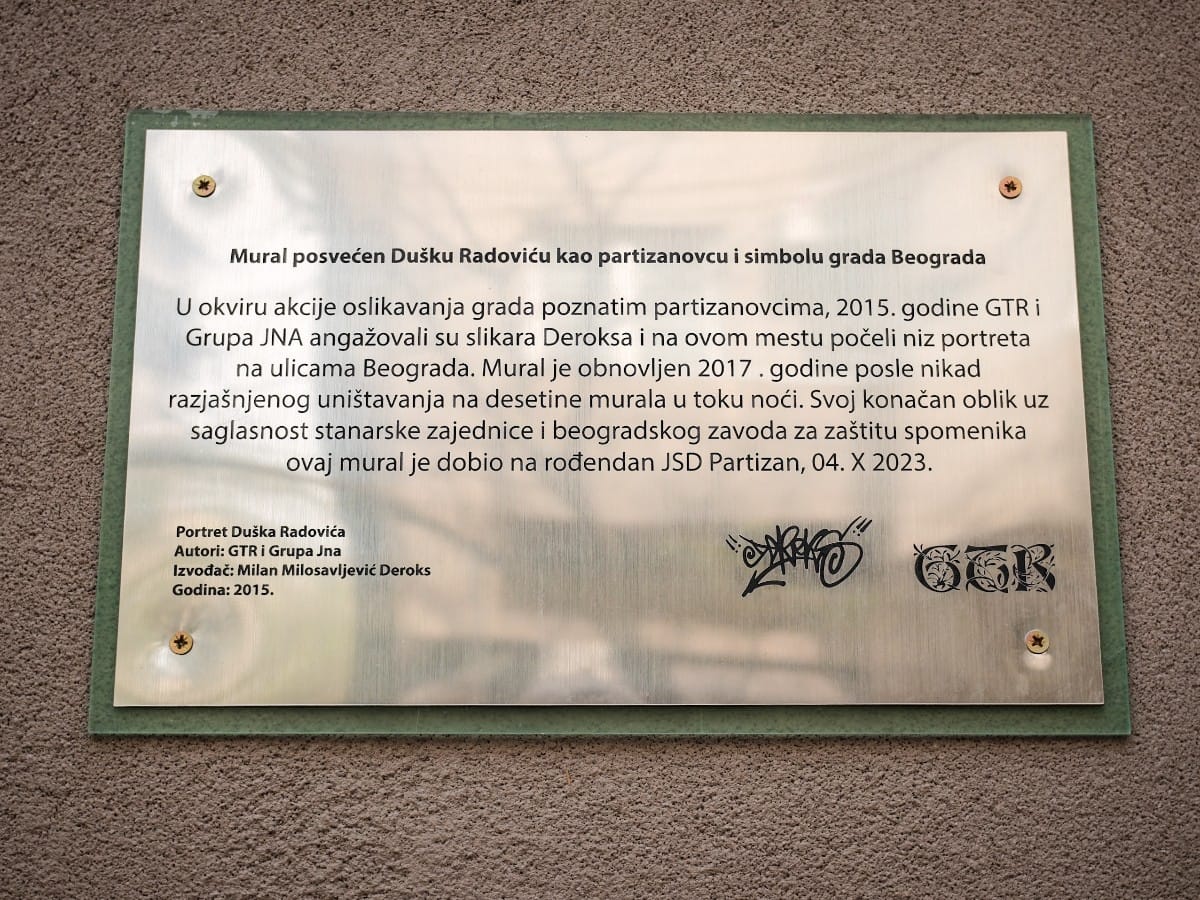 Mural posvećen Dušku Radoviću kao partizanovcu i simbolu grada Beograda
U okviru akcije oslikavanja grada poznatim partizanovcima, 2015. godine GTR i
Grupa JNA angažovali su slikara Deroksa i na ovom mestu počeli niz portreta
na ulicama Beograda. Mural je obnovljen 2017 . godine posle nikad
razjašnjenog uništavanja na desetine murala u toku noći. Svoj konačan oblik uz
saglasnost stanarske zajednice i beogradskog zavoda za zaštitu spomenika
ovaj mural je dobio na rođendan JSD Partizan, 04. X 2023.
Portret Duška Radovića
Autori: GTR i Grupa Jna
Izvođač: Milan Milosavljević Deroks
Godina: 2015.
DEROKS
GTR